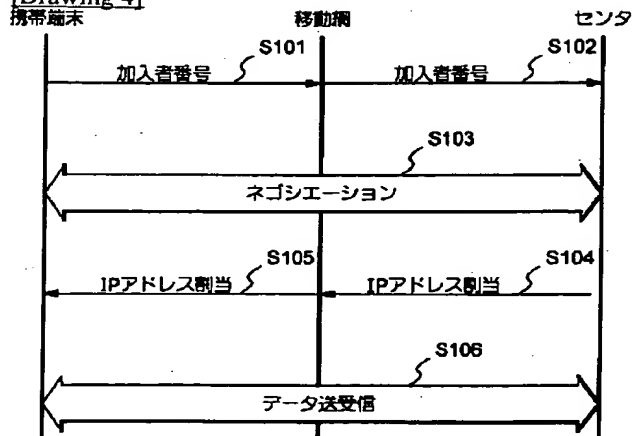 [Drawing 4]
携帯端末 移動網 センタ
S101 S102
加入者番号 加入者番号
S103
ネゴシエーション
S105 S104
IPアドレス割当 IPアドレス割当
S106
データ送受信